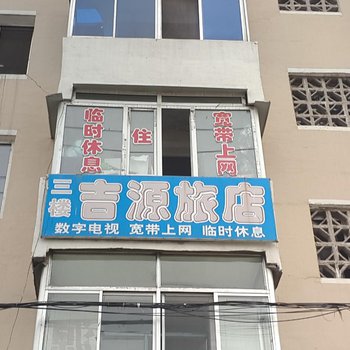 临时休息
住
宽带上网
三楼
吉源旅店
数字电视 宽带上网 临时休息